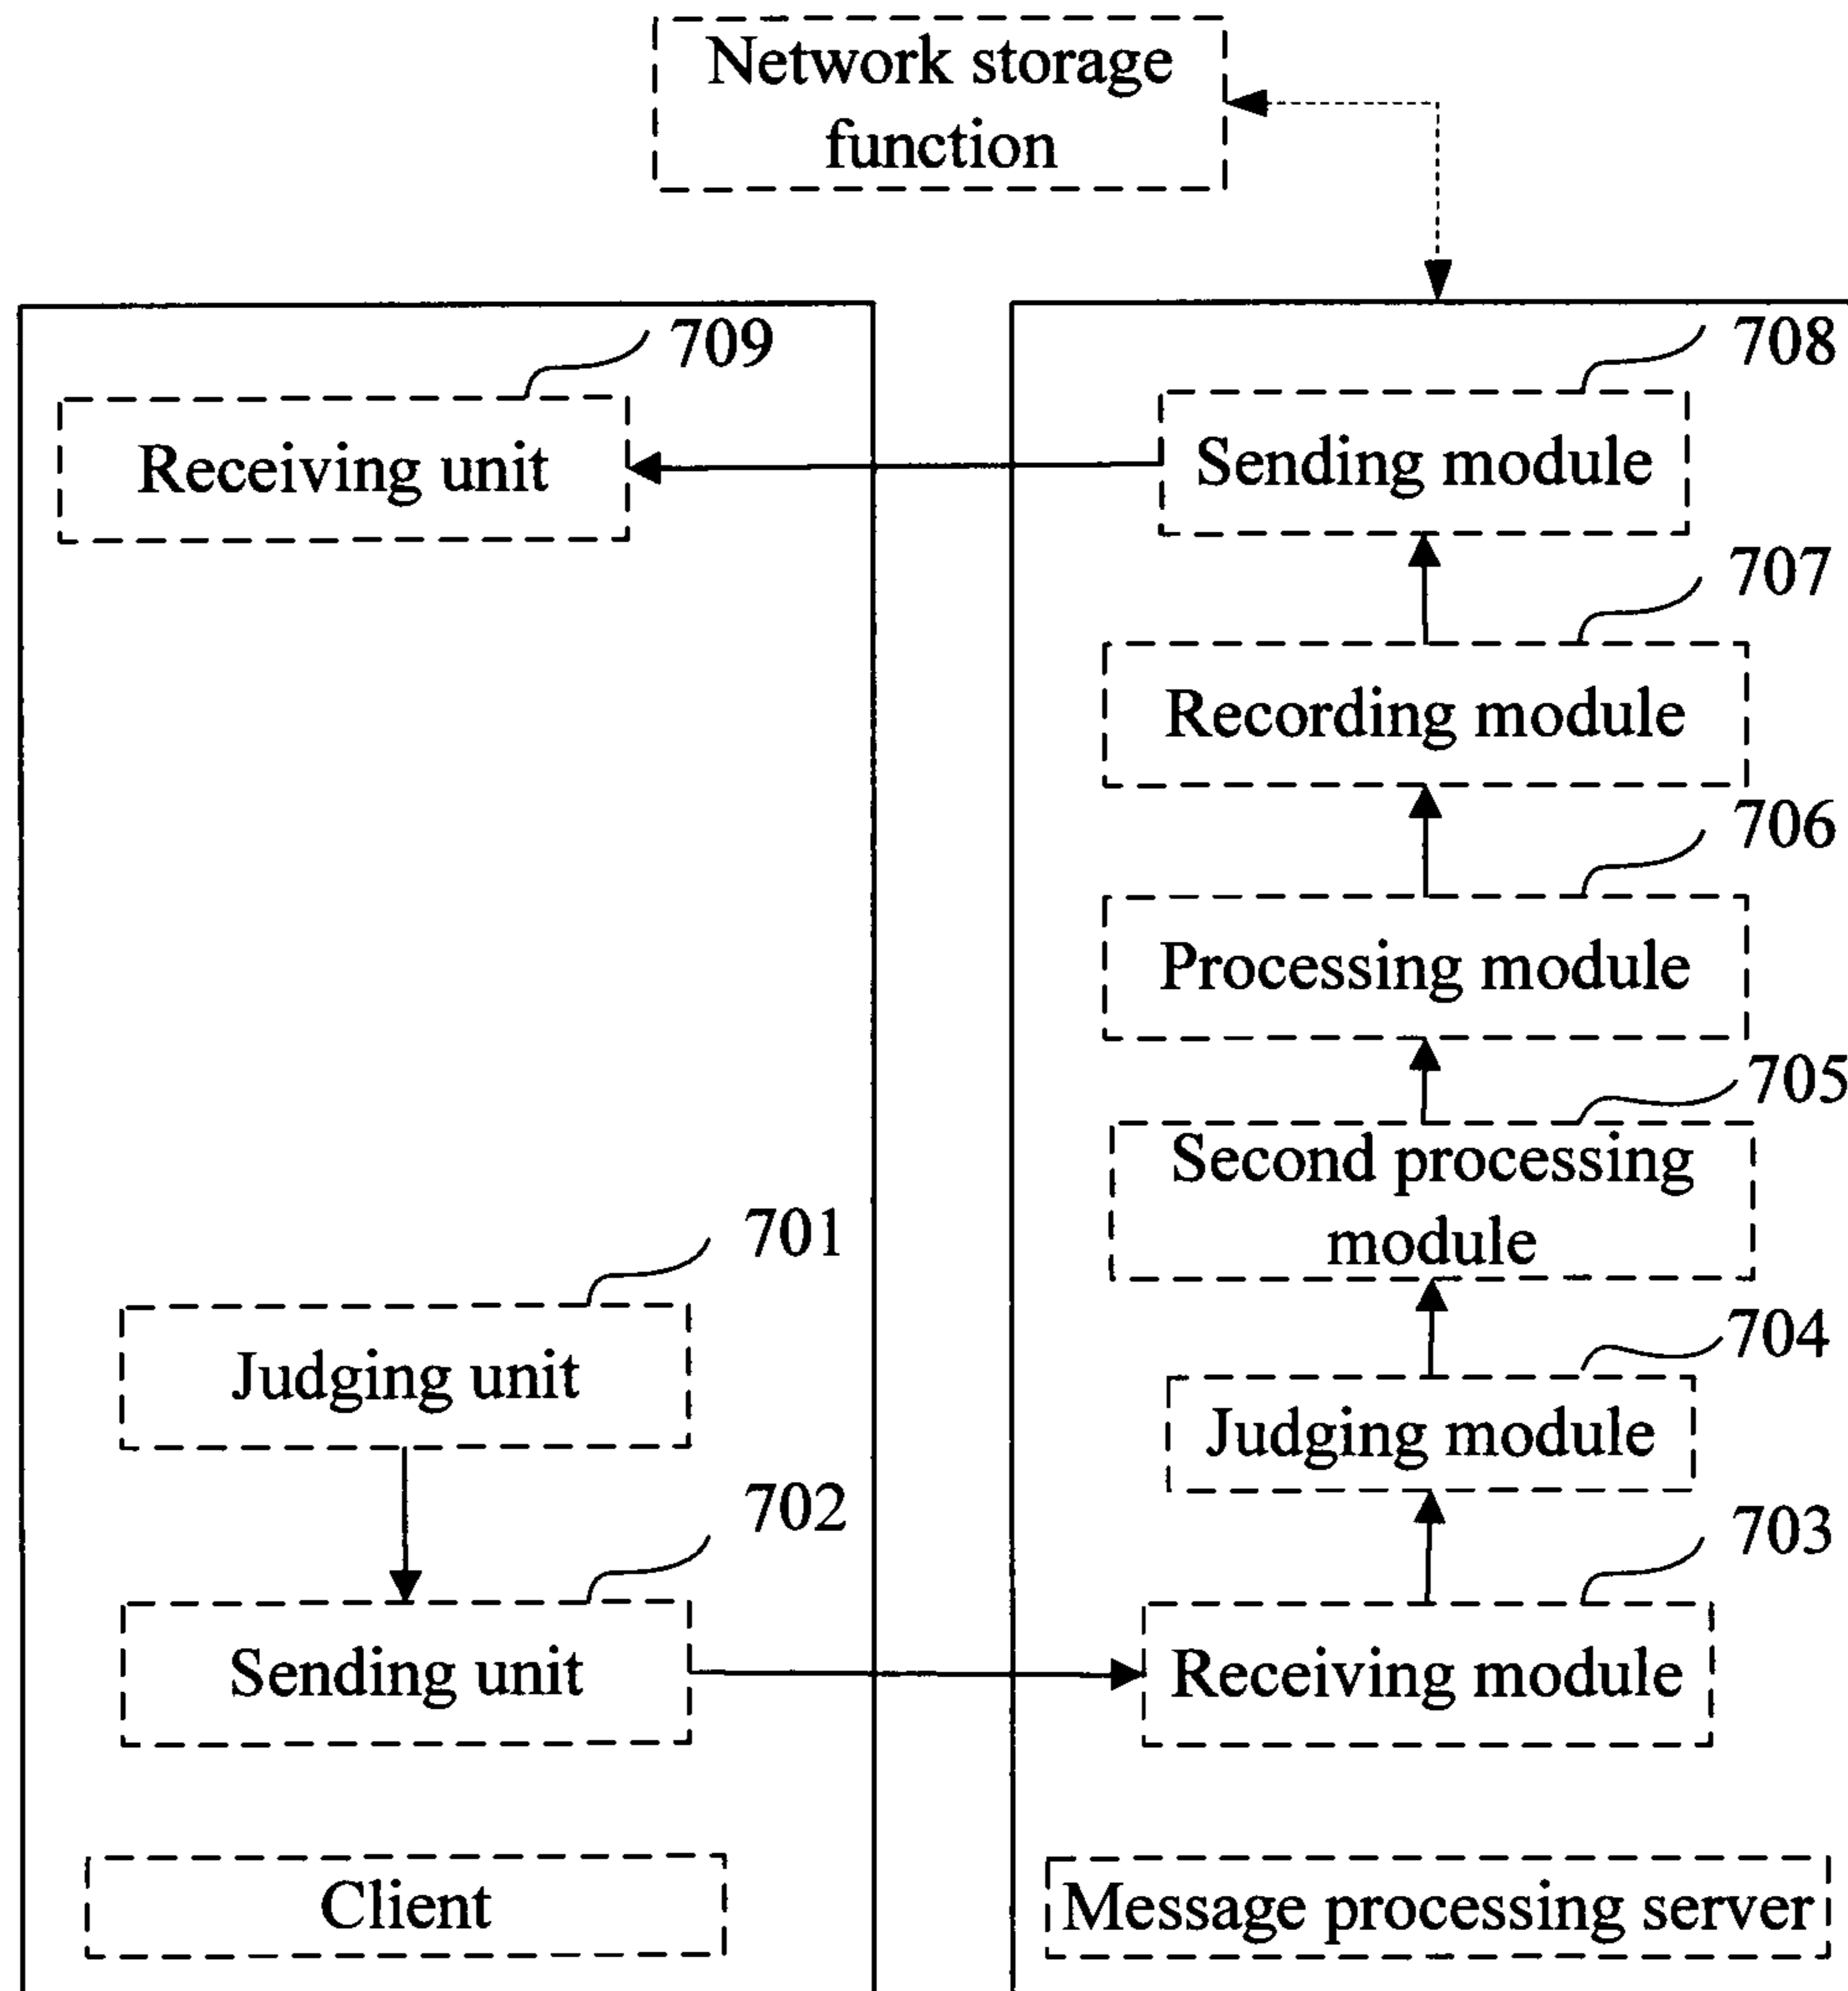 Network storage
function
709
Receiving unit
708
Sending module
707
Recording module
706
Processing module
705
Second processing
module
701
Judging unit
704
Judging module
702
Sending unit
703
Receiving module
Client
Message processing server